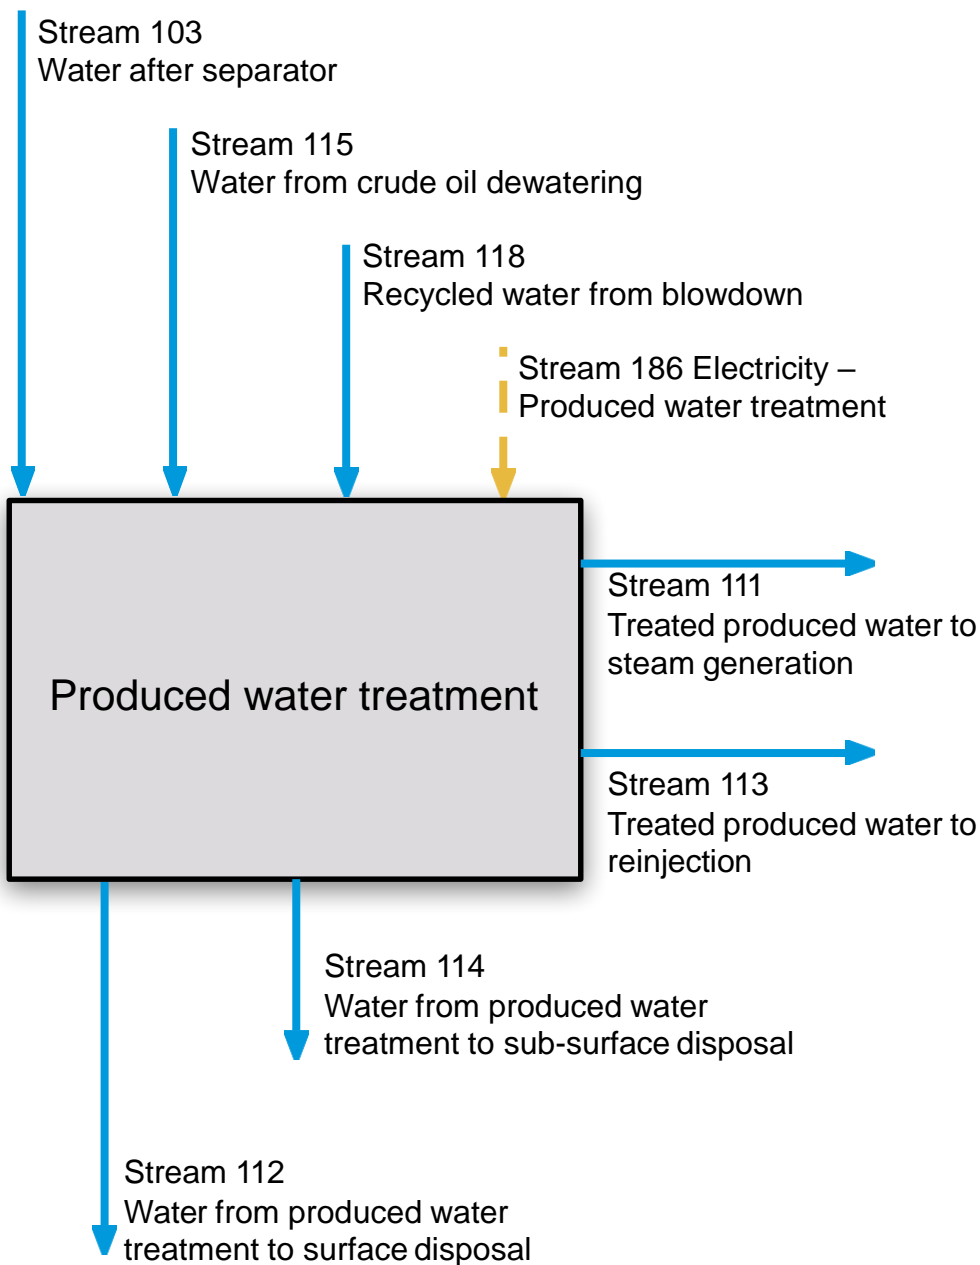 Stream 103
Water after separator
Stream 115
Water from crude oil dewatering
Stream 118
Recycled water from blowdown
Stream 186 Electricity –
Produced water treatment
Stream 111
Treated produced water to
steam generation
Produced water treatment
Stream 113
Treated produced water to
reinjection
Stream 114
Water from produced water
treatment to sub-surface disposal
Stream 112
Water from produced water
treatment to surface disposal